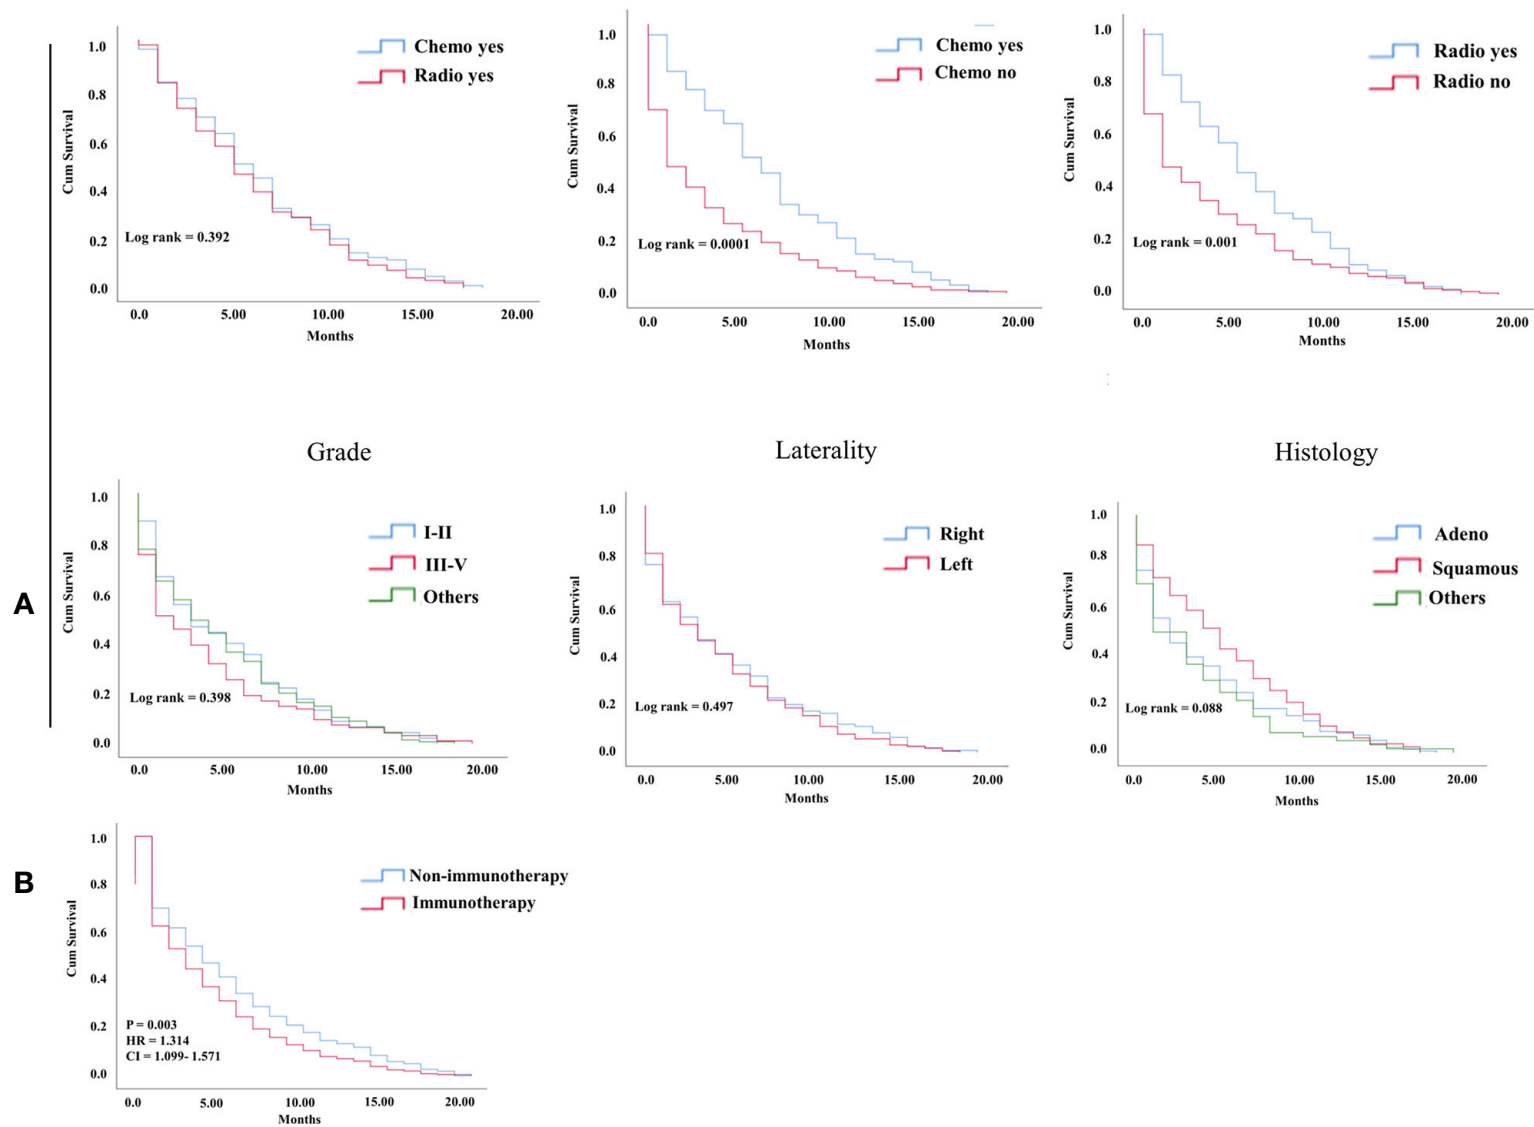 Chemo yes
Radio yes
1.0
0.8
0.6
0.4
0.2
0.0
Cum Survival
Log rank = 0.392
0.0 5.00 10.00 15.00 20.00
Months
Chemo yes
Chemo no
1.0
0.8
0.6
0.4
0.2
0.0
Cum Survival
Log rank = 0.0001
0.0 5.00 10.00 15.00 20.00
Months
Radio yes
Radio no
1.0
0.8
0.6
0.4
0.2
0.0
Cum Survival
Log rank = 0.001
0.0 5.00 10.00 15.00 20.00
Months
A
Grade
I-II
III-V
Others
1.0
0.8
0.6
0.4
0.2
0.0
Cum Survival
Log rank = 0.398
0.0 5.00 10.00 15.00 20.00
Months
Laterality
Right
Left
1.0
0.8
0.6
0.4
0.2
0.0
Cum Survival
Log rank = 0.497
0.0 5.00 10.00 15.00 20.00
Months
Histology
Adeno
Squamous
Others
1.0
0.8
0.6
0.4
0.2
0.0
Cum Survival
Log rank = 0.088
0.0 5.00 10.00 15.00 20.00
Months
B
Non-immunotherapy
Immunotherapy
1.0
0.8
0.6
0.4
0.2
0.0
Cum Survival
P = 0.003
HR = 1.314
CI = 1.099- 1.571
0.0 5.00 10.00 15.00 20.00
Months